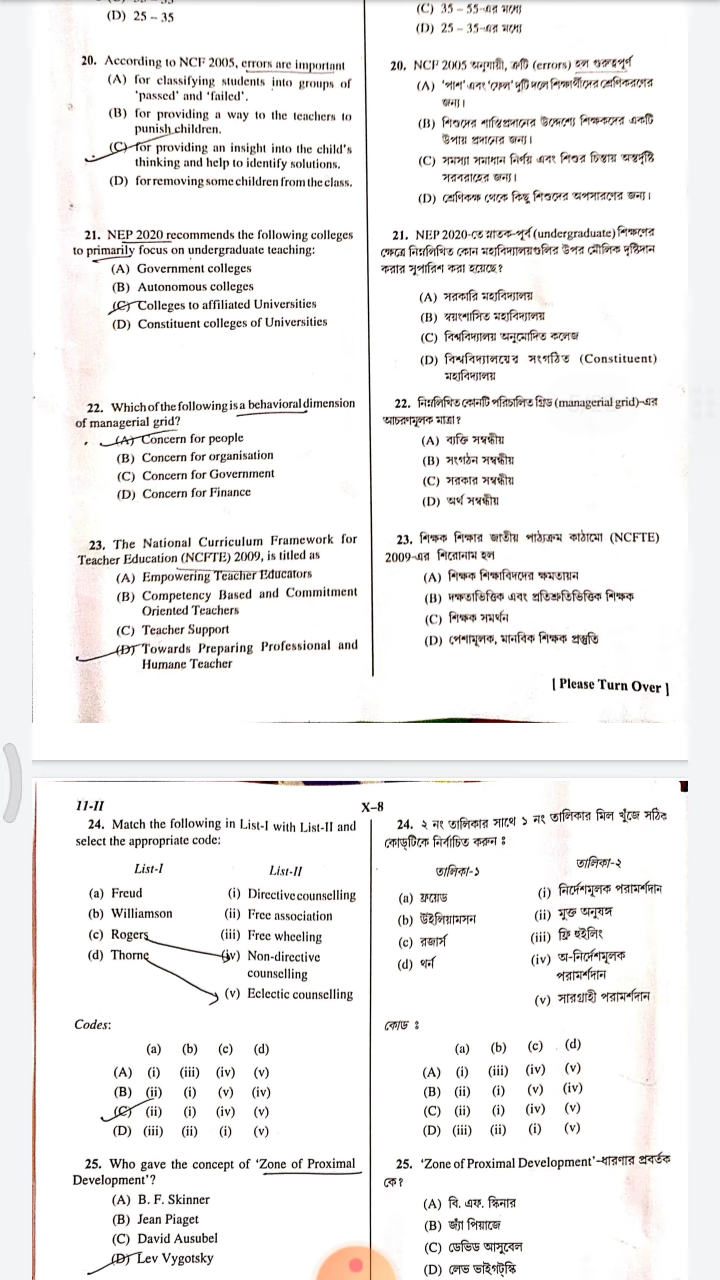 (D) 25 – 35
20. According to NCF 2005, errors are important
(A) for classifying students into groups of
'passed' and 'failed'.
(B) for providing a way to the teachers to
punish children.
(C) for providing an insight into the child's
thinking and help to identify solutions.
(D) for removing some children from the class.
21. NEP 2020 recommends the following colleges
to primarily focus on undergraduate teaching:
(A) Government colleges
(B) Autonomous colleges
(C) Colleges to affiliated Universities
(D) Constituent colleges of Universities
22. Which of the following is a behavioral dimension
of managerial grid?
(A) Concern for people
(B) Concern for organisation
(C) Concern for Government
(D) Concern for Finance
23. The National Curriculum Framework for
Teacher Education (NCFTE) 2009, is titled as
(A) Empowering Teacher Educators
(B) Competency Based and Commitment
Oriented Teachers
(C) Teacher Support
(D) Towards Preparing Professional and
Humane Teacher
(C) 35 – 55-এর মধ্যে
(D) 25 – 35-এর মধ্যে
20. NCF 2005 অনুযায়ী, ত্রুটি (errors) হল গুরুত্বপূর্ণ
(A) 'পাশ' এবং 'ফেল' দুটি দলে শিক্ষার্থীদের শ্রেণিকরণের
জন্য।
(B) শিশুদের শাস্তিপ্রদানের উদ্দেশ্যে শিক্ষকদের একটি
উপায় প্রদানের জন্য।
(C) সমস্যা সমাধান নির্ণয় এবং শিশুর চিন্তায় অন্তর্দৃষ্টি
সরবরাহের জন্য।
(D) শ্রেণিকক্ষ থেকে কিছু শিশুদের অপসারণের জন্য।
21. NEP 2020-তে স্নাতক-পূর্ব (undergraduate) শিক্ষণের
ক্ষেত্রে নিম্নলিখিত কোন মহাবিদ্যালয়গুলির উপর মৌলিক দৃষ্টিদান
করার সুপারিশ করা হয়েছে?
(A) সরকারি মহাবিদ্যালয়
(B) স্বয়ংশাসিত মহাবিদ্যালয়
(C) বিশ্ববিদ্যালয় অনুমোদিত কলেজ
(D) বিশ্ববিদ্যালয়ের সংগঠিত (Constituent)
মহাবিদ্যালয়
22. নিম্নলিখিত কোনটি পরিচালিত গ্রিড (managerial grid)-এর
আচরণমূলক মাত্রা?
(A) ব্যক্তি সম্বন্ধীয়
(B) সংগঠন সম্বন্ধীয়
(C) সরকার সম্বন্ধীয়
(D) অর্থ সম্বন্ধীয়
23. শিক্ষক শিক্ষার জাতীয় পাঠ্যক্রম কাঠামো (NCFTE)
2009-এর শিরোনাম হল
(A) শিক্ষক শিক্ষাবিদদের ক্ষমতায়ন
(B) দক্ষতাভিত্তিক এবং প্রতিশ্রুতিভিত্তিক শিক্ষক
(C) শিক্ষক সমর্থন
(D) পেশামূলক, মানবিক শিক্ষক প্রস্তুতি
[ Please Turn Over ]
11-II
X–8
24. Match the following in List-I with List-II and
select the appropriate code:
List-I List-II
(a) Freud (i) Directive counselling
(b) Williamson (ii) Free association
(c) Rogers (iii) Free wheeling
(d) Thorne (iv) Non-directive
counselling
(v) Eclectic counselling
Codes:
(a) (b) (c) (d)
(A) (i) (iii) (iv) (v)
(B) (ii) (i) (v) (iv)
(C) (ii) (i) (iv) (v)
(D) (iii) (ii) (i) (v)
25. Who gave the concept of 'Zone of Proximal
Development'?
(A) B. F. Skinner
(B) Jean Piaget
(C) David Ausubel
(D) Lev Vygotsky
24. ২ নং তালিকার সাথে ১ নং তালিকার মিল খুঁজে সঠিক
কোড্‌টিকে নির্বাচিত করুন :
তালিকা-১ তালিকা-২
(a) ফ্রয়েড (i) নির্দেশমূলক পরামর্শদান
(b) উইলিয়ামসন (ii) মুক্ত অনুষঙ্গ
(c) রজার্স (iii) ফ্রি হুইলিং
(d) থর্ন (iv) অ-নির্দেশমূলক
পরামর্শদান
(v) সারগ্রাহী পরামর্শদান
কোড :
(a) (b) (c) (d)
(A) (i) (iii) (iv) (v)
(B) (ii) (i) (v) (iv)
(C) (ii) (i) (iv) (v)
(D) (iii) (ii) (i) (v)
25. 'Zone of Proximal Development'-ধারণার প্রবর্তক
কে?
(A) বি. এফ. স্কিনার
(B) জ্যাঁ পিয়াজে
(C) ডেভিড আসুবেল
(D) লেভ ভাইগট্‌স্কি